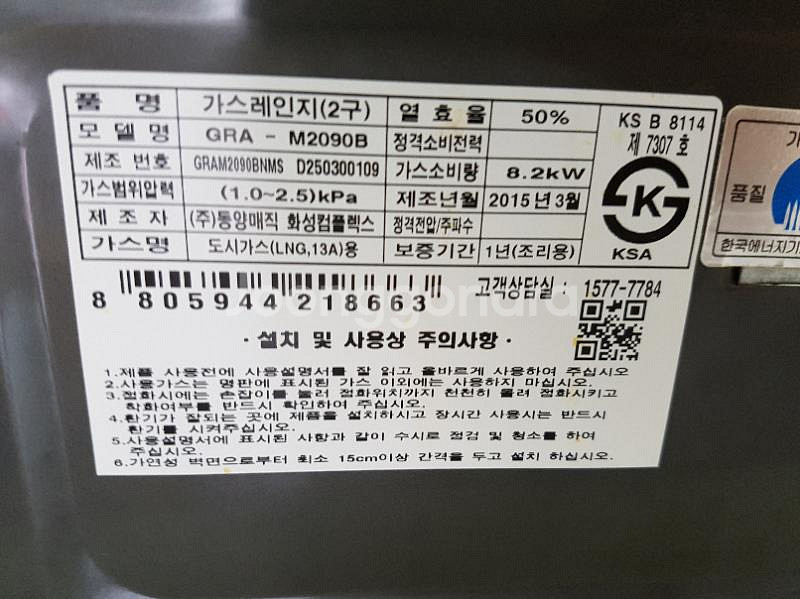 품 명 가스레인지(2구) 열 효 율 50%
모 델 명 GRA - M2090B 정격소비전력
제조 번호 GRAM2090BNMS D250300109 가스소비량 8.2kW
가스범위압력 (1.0~2.5)kPa 제조년월 2015년 3월
제 조 자 (주)동양매직 화성컴플렉스 정격전압/주파수
가스명 도시가스(LNG,13A)용 보증기간 1년(조리용)
KS B 8114
제 7307 호
K
KSA
8 805944 218663
고객상담실 : 1577-7784
· 설치 및 사용상 주의사항 ·
1.제품 사용전에 사용설명서를 잘 읽고 올바르게 사용하여 주십시오
2.사용가스는 명판에 표시된 가스 이외에는 사용하지 마십시오.
3.점화시에는 손잡이를 눌러 점화위치까지 천천히 돌려 점화시키고
착화여부를 반드시 확인하여 주십시오.
4.환기가 잘되는 곳에 제품을 설치하시고 장시간 사용시는 반드시
환기를 시켜주십시오.
5.사용설명서에 표시된 사항과 같이 수시로 점검 및 청소를 하여
주십시오.
6.가연성 벽면으로부터 최소 15cm이상 간격을 두고 설치 하십시오.
가
품질
한국에너지기